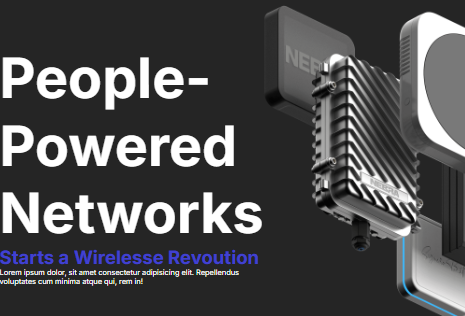 People-
Powered
Networks
Starts a Wirelesse Revoution
Lorem ipsum dolor, sit amet consectetur adipisicing elit. Repellendus
voluptates cum minima atque qui, rem in!